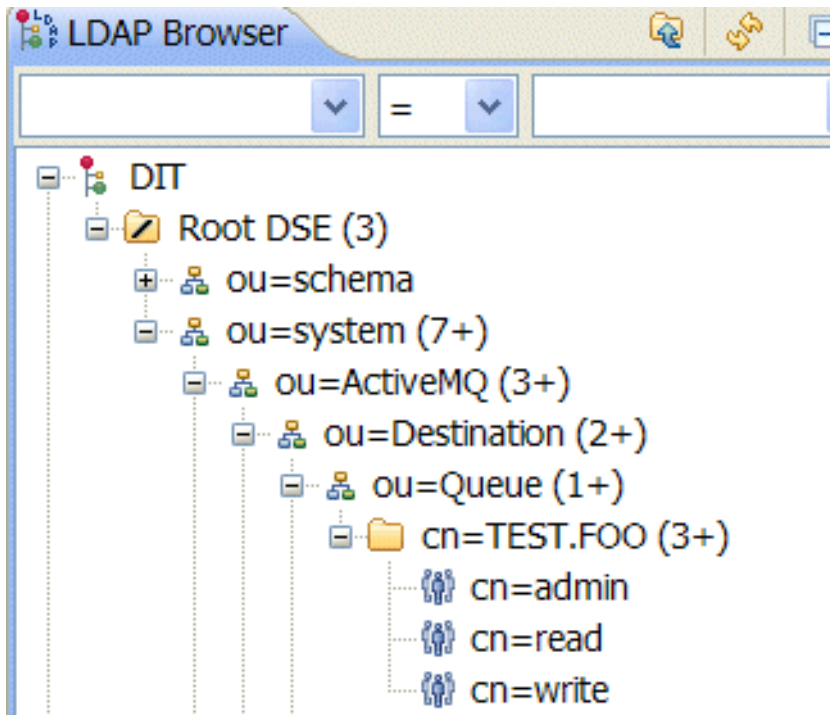 LDAP Browser
=
DIT
Root DSE (3)
ou=schema
ou=system (7+)
ou=ActiveMQ (3+)
ou=Destination (2+)
ou=Queue (1+)
cn=TEST.FOO (3+)
cn=admin
cn=read
cn=write